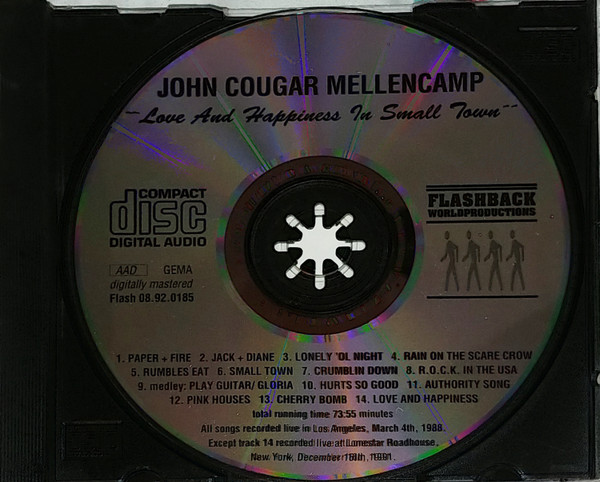 JOHN COUGAR MELLENCAMP
—Love And Happiness In Small Town—
COMPACT
disc
DIGITAL AUDIO
FLASHBACK
WORLDPRODUCTIONS
AAD GEMA
digitally mastered
Flash 08.92.0185
1. PAPER + FIRE 2. JACK + DIANE 3. LONELY 'OL NIGHT 4. RAIN ON THE SCARE CROW
5. RUMBLES EAT 6. SMALL TOWN 7. CRUMBLIN DOWN 8. R.O.C.K. IN THE USA
9. medley: PLAY GUITAR/ GLORIA 10. HURTS SO GOOD 11. AUTHORITY SONG
12. PINK HOUSES 13. CHERRY BOMB 14. LOVE AND HAPPINESS
total running time 73:55 minutes
All songs recorded live in Los Angeles, March 4th, 1988.
Except track 14 recorded live at Lonestar Roadhouse.
New York, December 1991.